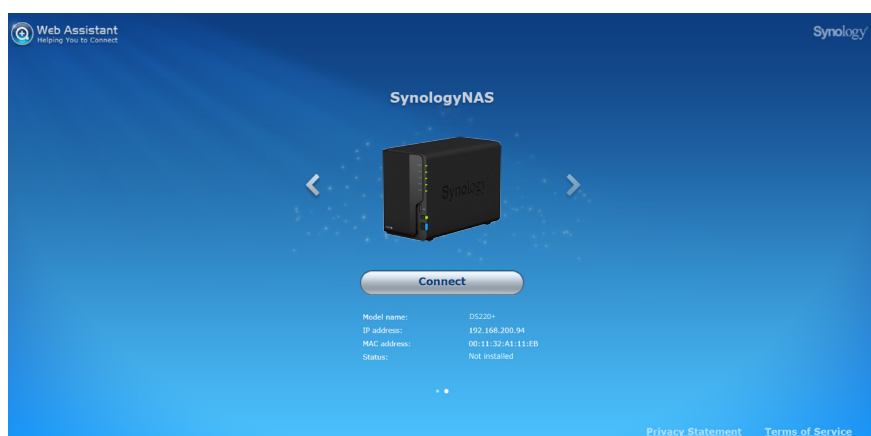 Web Assistant
Helping You to Connect
Synology
SynologyNAS
Synology
Connect
Model name: DS220+
IP address: 192.168.200.94
MAC address: 00:11:32:A1:11:EB
Status: Not installed
Privacy Statement Terms of Service